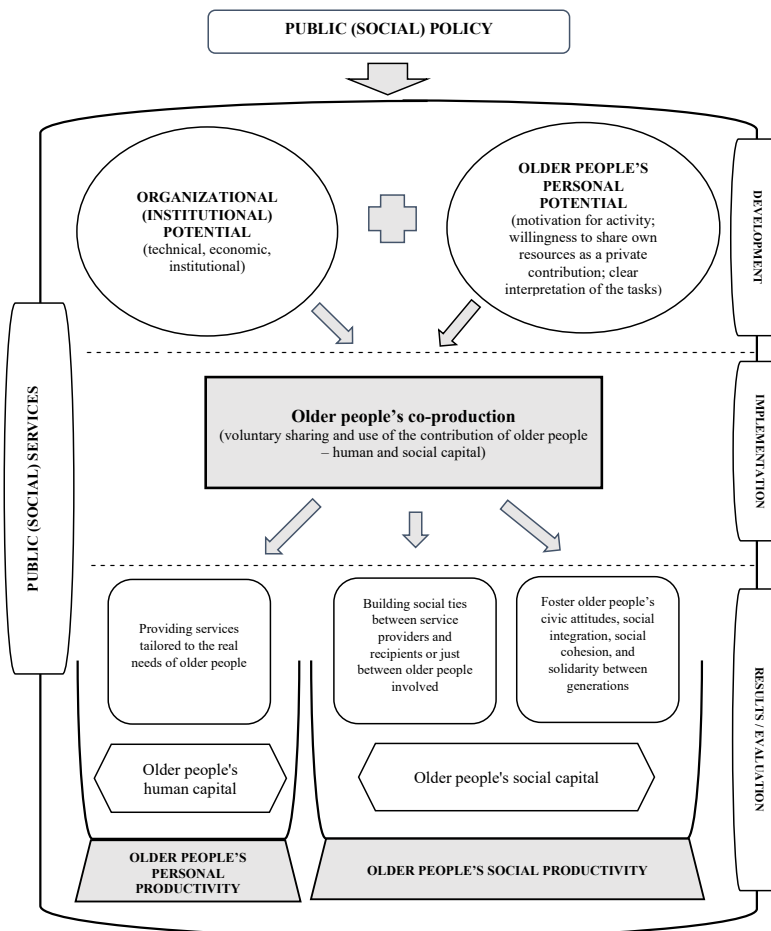 PUBLIC (SOCIAL) POLICY
ORGANIZATIONAL
(INSTITUTIONAL)
POTENTIAL
(technical, economic,
institutional)
OLDER PEOPLE’S
PERSONAL
POTENTIAL
(motivation for activity;
willingness to share own
resources as a private
contribution; clear
interpretation of the tasks)
DEVELOPMENT
PUBLIC (SOCIAL) SERVICES
Older people’s co-production
(voluntary sharing and use of the contribution of older people
– human and social capital)
IMPLEMENTATION
Providing services
tailored to the real
needs of older people
Building social ties
between service
providers and
recipients or just
between older people
involved
Foster older people’s
civic attitudes, social
integration, social
cohesion, and
solidarity between
generations
RESULTS / EVALUATION
Older people's
human capital
Older people's social capital
OLDER PEOPLE’S
PERSONAL
PRODUCTIVITY
OLDER PEOPLE’S SOCIAL PRODUCTIVITY